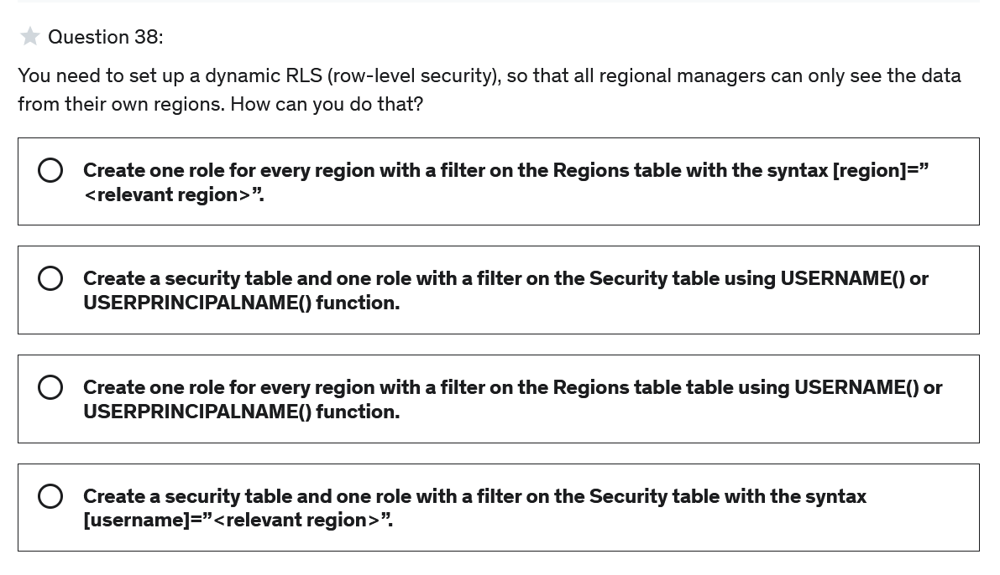 Question 38:
You need to set up a dynamic RLS (row-level security), so that all regional managers can only see the data
from their own regions. How can you do that?
Create one role for every region with a filter on the Regions table with the syntax [region]=”
<relevant region>”.
Create a security table and one role with a filter on the Security table using USERNAME() or
USERPRINCIPALNAME() function.
Create one role for every region with a filter on the Regions table table using USERNAME() or
USERPRINCIPALNAME() function.
Create a security table and one role with a filter on the Security table with the syntax
[username]=”<relevant region>”.